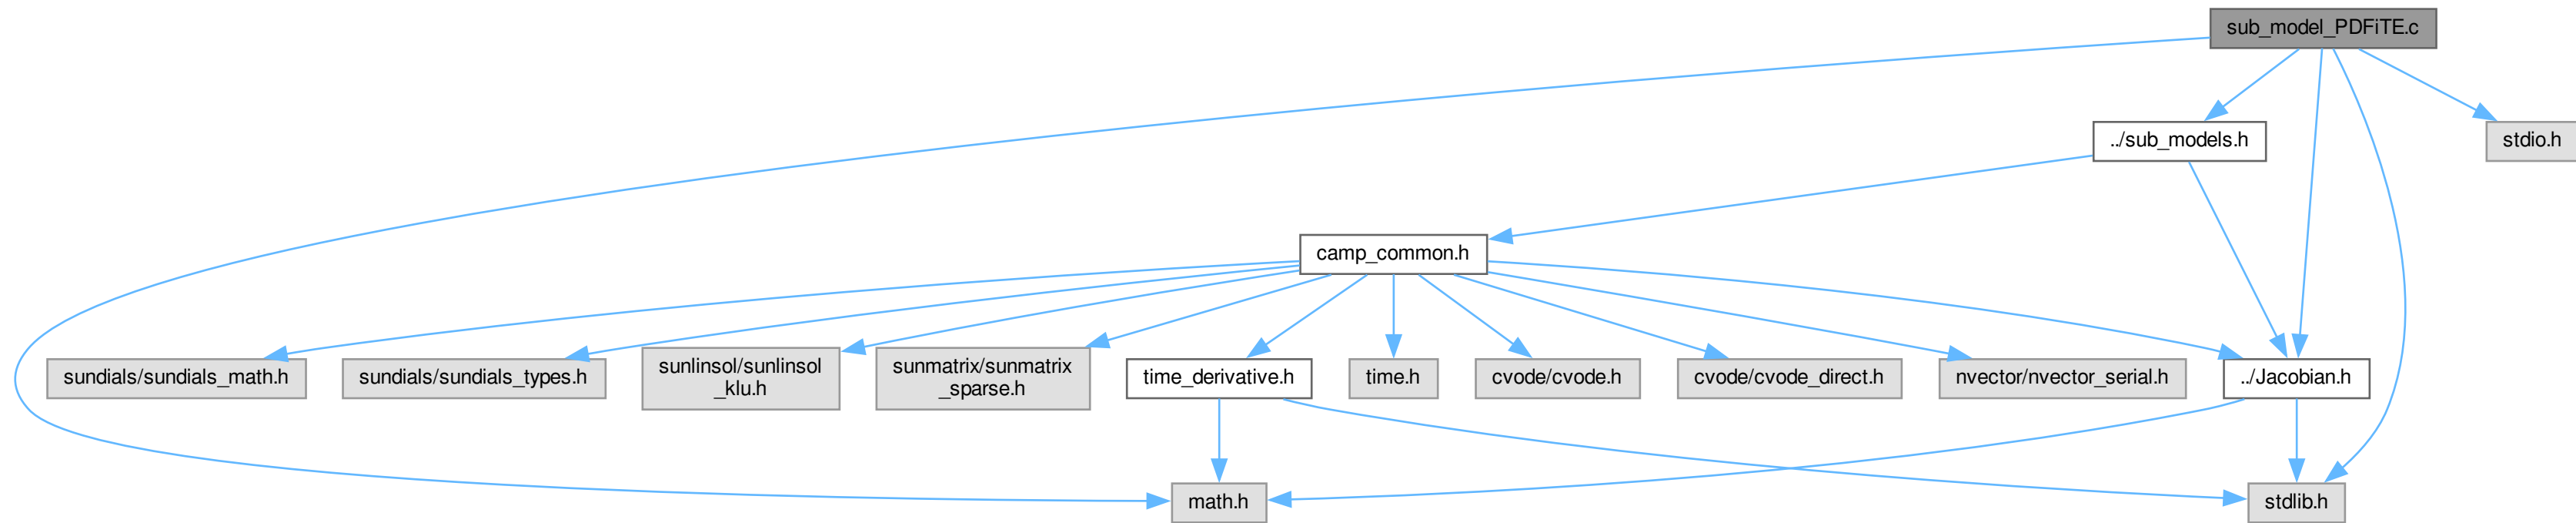 sub_model_PDFiTE.c
../sub_models.h
stdio.h
camp_common.h
sundials/sundials_math.h
sundials/sundials_types.h
sunlinsol/sunlinsol
_klu.h
sunmatrix/sunmatrix
_sparse.h
time_derivative.h
time.h
cvode/cvode.h
cvode/cvode_direct.h
nvector/nvector_serial.h
../Jacobian.h
math.h
stdlib.h